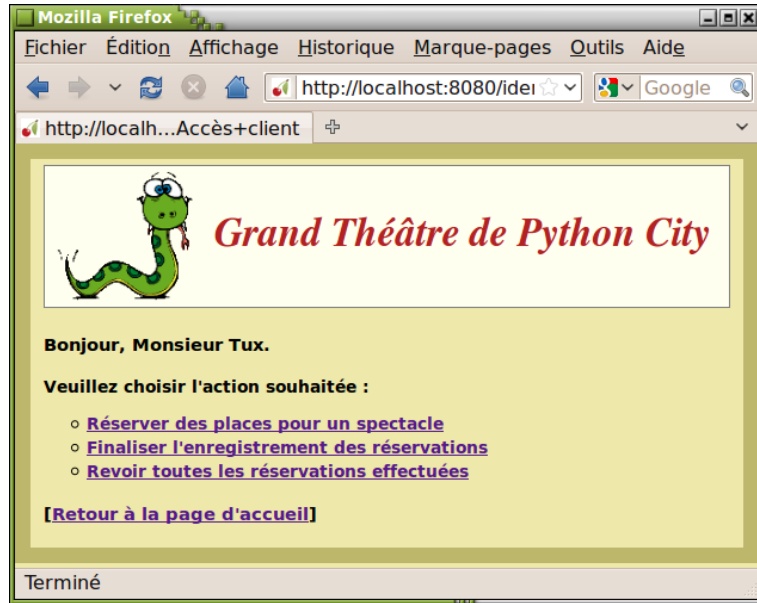 Mozilla Firefox
Fichier Édition Affichage Historique Marque-pages Outils Aide
http://localhost:8080/ider Google
http://localh...Accès+client
Grand Théâtre de Python City
Bonjour, Monsieur Tux.
Veuillez choisir l'action souhaitée :
Réserver des places pour un spectacle
Finaliser l'enregistrement des réservations
Revoir toutes les réservations effectuées
[Retour à la page d'accueil]
Terminé